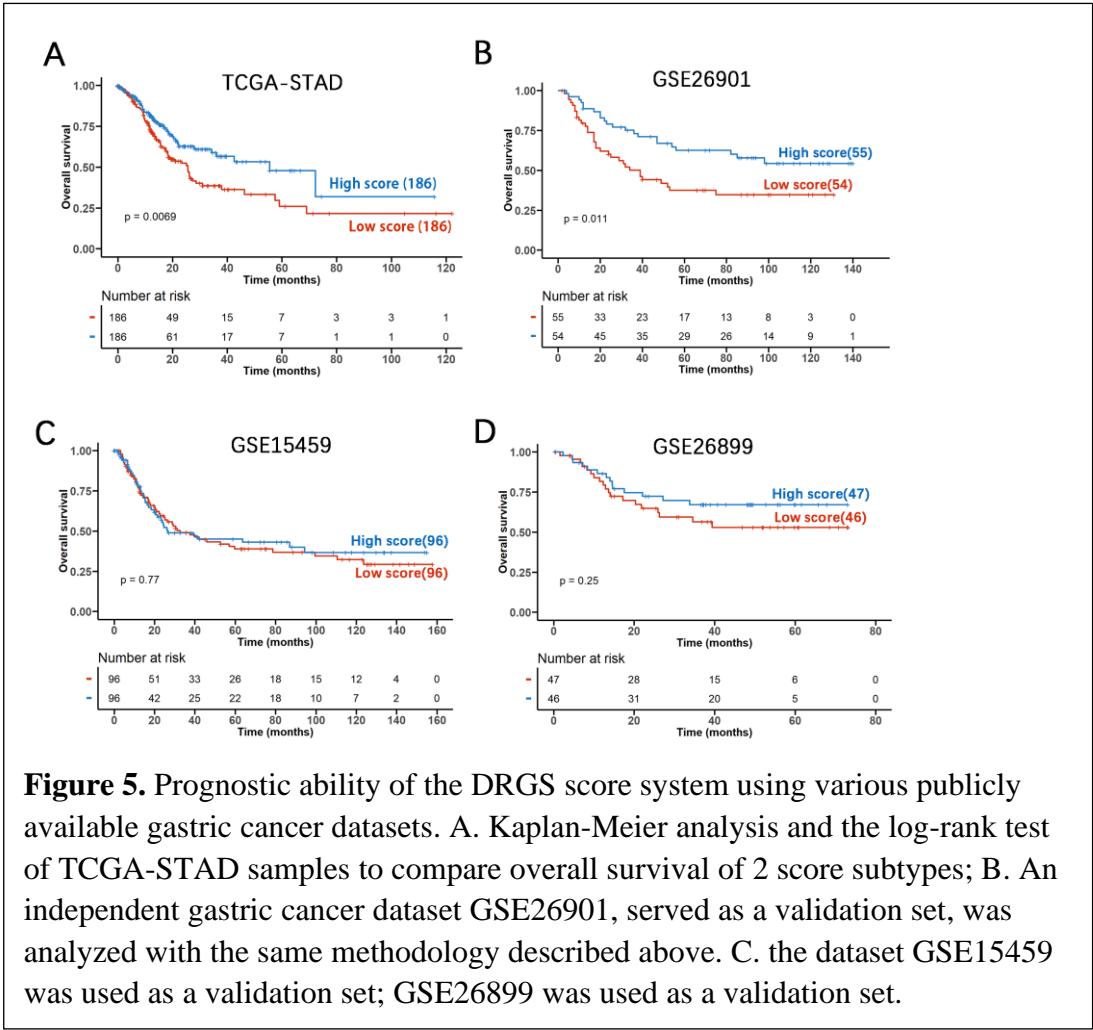 A
TCGA-STAD
1.00
0.75
0.50
0.25
0.00
Overall survival
High score (186)
Low score (186)
p = 0.0069
0 20 40 60 80 100 120
Time (months)
Number at risk
186 49 15 7 3 3 1
186 61 17 7 1 1 0
0 20 40 60 80 100 120
Time (months)
B
GSE26901
1.00
0.75
0.50
0.25
0.00
Overall survival
High score(55)
Low score(54)
p = 0.011
0 20 40 60 80 100 120 140
Time (months)
Number at risk
55 33 23 17 13 8 3 0
54 45 35 29 26 14 9 1
0 20 40 60 80 100 120 140
Time (months)
C
GSE15459
1.00
0.75
0.50
0.25
0.00
Overall survival
High score(96)
Low score(96)
p = 0.77
0 20 40 60 80 100 120 140 160
Time (months)
Number at risk
96 51 33 26 18 15 12 4 0
96 42 25 22 18 10 7 2 0
0 20 40 60 80 100 120 140 160
Time (months)
D
GSE26899
1.00
0.75
0.50
0.25
0.00
Overall survival
High score(47)
Low score(46)
p = 0.25
0 20 40 60 80
Time (months)
Number at risk
47 28 15 6 0
46 31 20 5 0
0 20 40 60 80
Time (months)
Figure 5. Prognostic ability of the DRGS score system using various publicly
available gastric cancer datasets. A. Kaplan-Meier analysis and the log-rank test
of TCGA-STAD samples to compare overall survival of 2 score subtypes; B. An
independent gastric cancer dataset GSE26901, served as a validation set, was
analyzed with the same methodology described above. C. the dataset GSE15459
was used as a validation set; GSE26899 was used as a validation set.